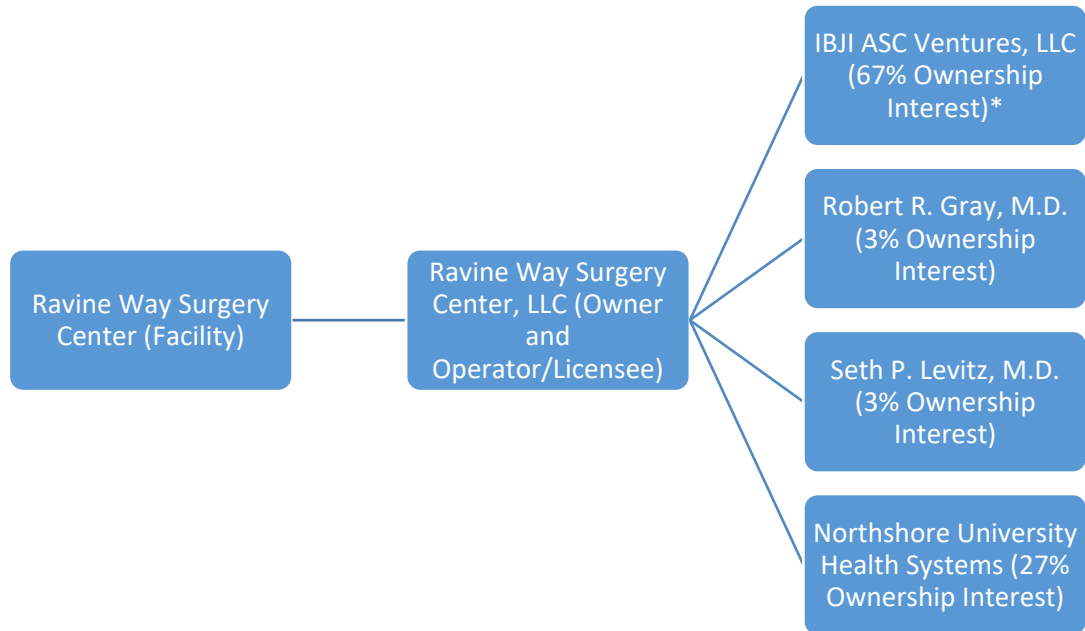 Ravine Way Surgery
Center (Facility)
Ravine Way Surgery
Center, LLC (Owner
and
Operator/Licensee)
IBJI ASC Ventures, LLC
(67% Ownership
Interest)*
Robert R. Gray, M.D.
(3% Ownership
Interest)
Seth P. Levitz, M.D.
(3% Ownership
Interest)
Northshore University
Health Systems (27%
Ownership Interest)